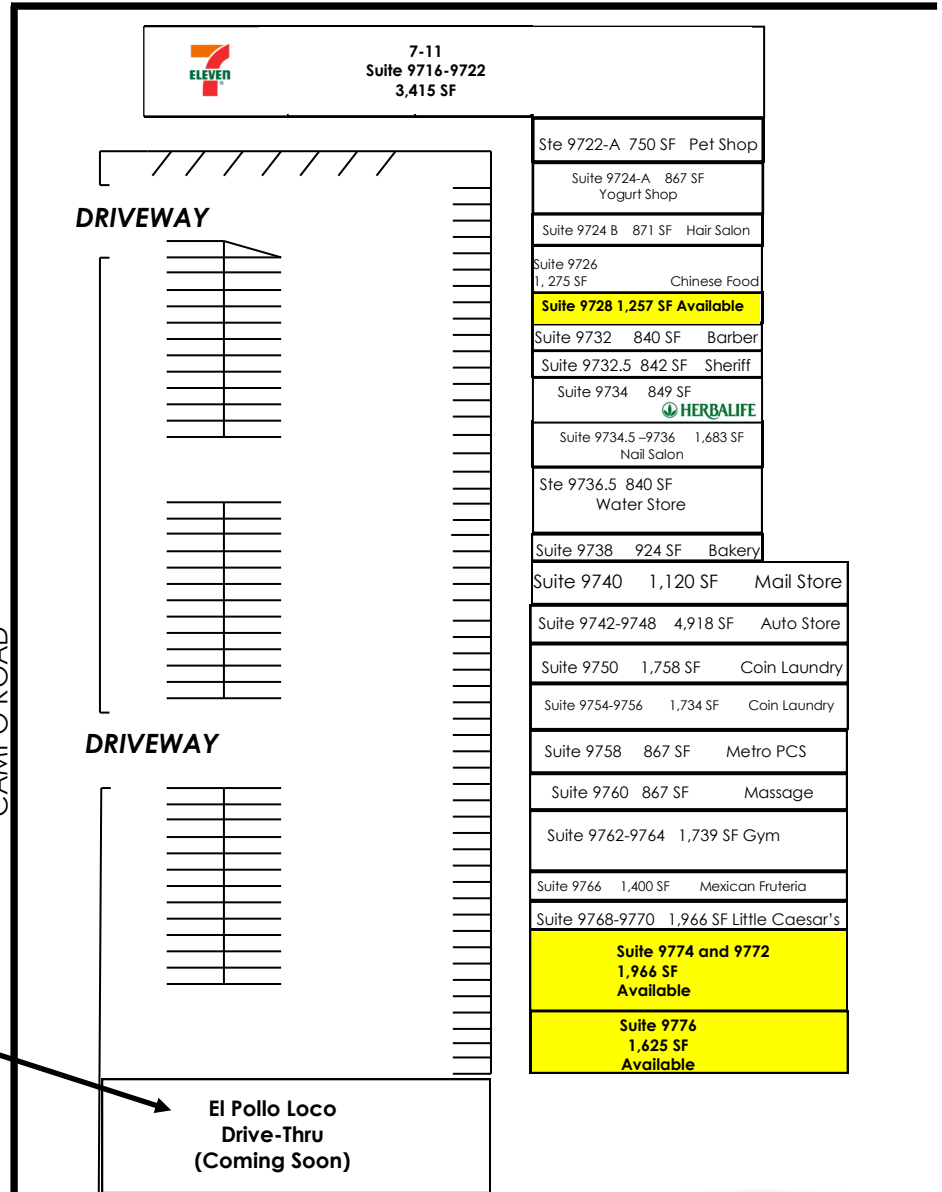 7
ELEVEN
7-11
Suite 9716-9722
3,415 SF
Ste 9722-A 750 SF Pet Shop
Suite 9724-A 867 SF
Yogurt Shop
DRIVEWAY
Suite 9724 B 871 SF Hair Salon
Suite 9726
1, 275 SF Chinese Food
Suite 9728 1,257 SF Available
Suite 9732 840 SF Barber
Suite 9732.5 842 SF Sheriff
Suite 9734 849 SF
HERBALIFE
Suite 9734.5 –9736 1,683 SF
Nail Salon
Ste 9736.5 840 SF
Water Store
Suite 9738 924 SF Bakery
Suite 9740 1,120 SF Mail Store
Suite 9742-9748 4,918 SF Auto Store
Suite 9750 1,758 SF Coin Laundry
CAMPO ROAD
Suite 9754-9756 1,734 SF Coin Laundry
DRIVEWAY
Suite 9758 867 SF Metro PCS
Suite 9760 867 SF Massage
Suite 9762-9764 1,739 SF Gym
Suite 9766 1,400 SF Mexican Fruteria
Suite 9768-9770 1,966 SF Little Caesar’s
Suite 9774 and 9772
1,966 SF
Available
Suite 9776
1,625 SF
Available
El Pollo Loco
Drive-Thru
(Coming Soon)